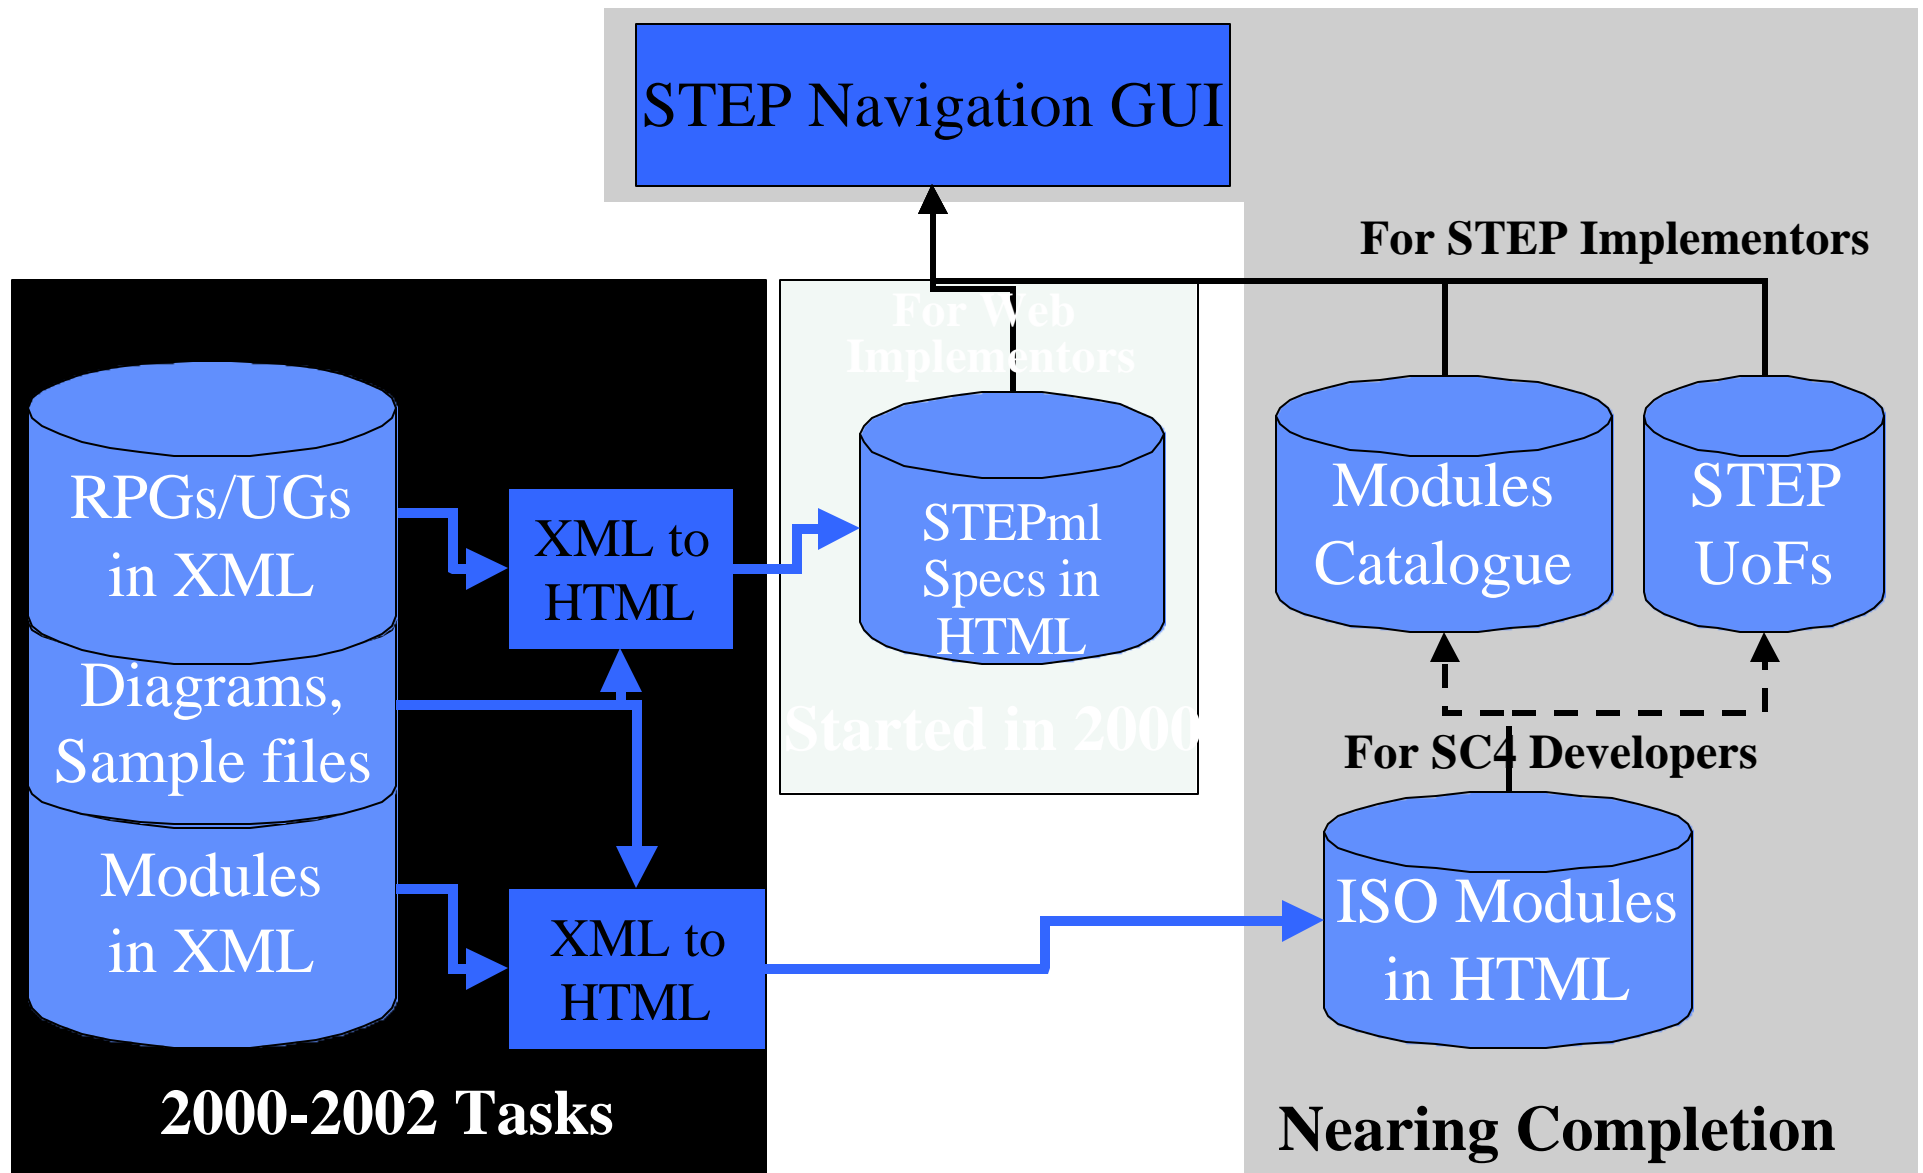 STEP Navigation GUI
For STEP Implementors
For Web
Implementors
RPGs/UGs
in XML
XML to
HTML
STEPml
Specs in
HTML
Modules
Catalogue
STEP
UoFs
Diagrams,
Sample files
Started in 2000
For SC4 Developers
Modules
in XML
XML to
HTML
ISO Modules
in HTML
2000-2002 Tasks
Nearing Completion